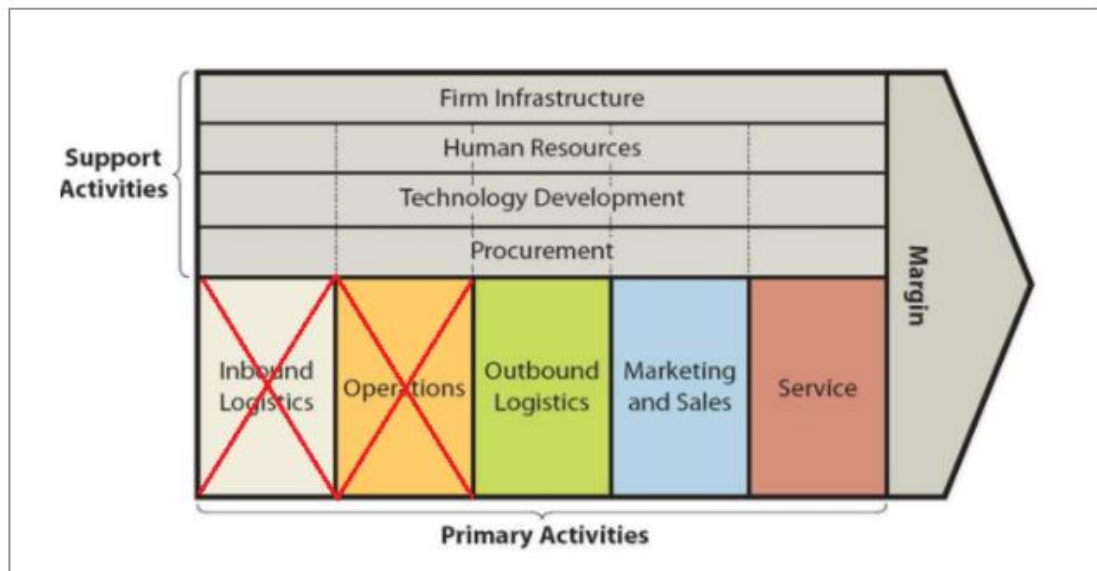 Firm Infrastructure
Human Resources
Technology Development
Procurement
Support
Activities
Inbound
Logistics
Operations
Outbound
Logistics
Marketing
and Sales
Service
Margin
Primary Activities